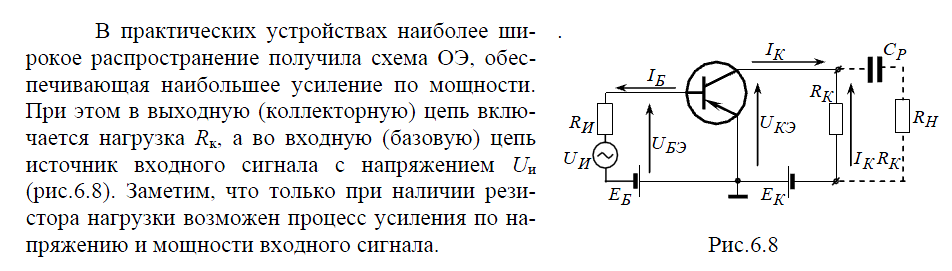 В практических устройствах наиболее ши-
рокое распространение получила схема ОЭ, обес-
печивающая наибольшее усиление по мощности.
При этом в выходную (коллекторную) цепь вклю-
чается нагрузка Rк, а во входную (базовую) цепь
источник входного сигнала с напряжением Uи
(рис.6.8). Заметим, что только при наличии рези-
стора нагрузки возможен процесс усиления по на-
пряжению и мощности входного сигнала.
.
IК
CР
IБ
RК
RИ
RН
UКЭ
UБЭ
UИ
IКRК
EБ
EК
Рис.6.8